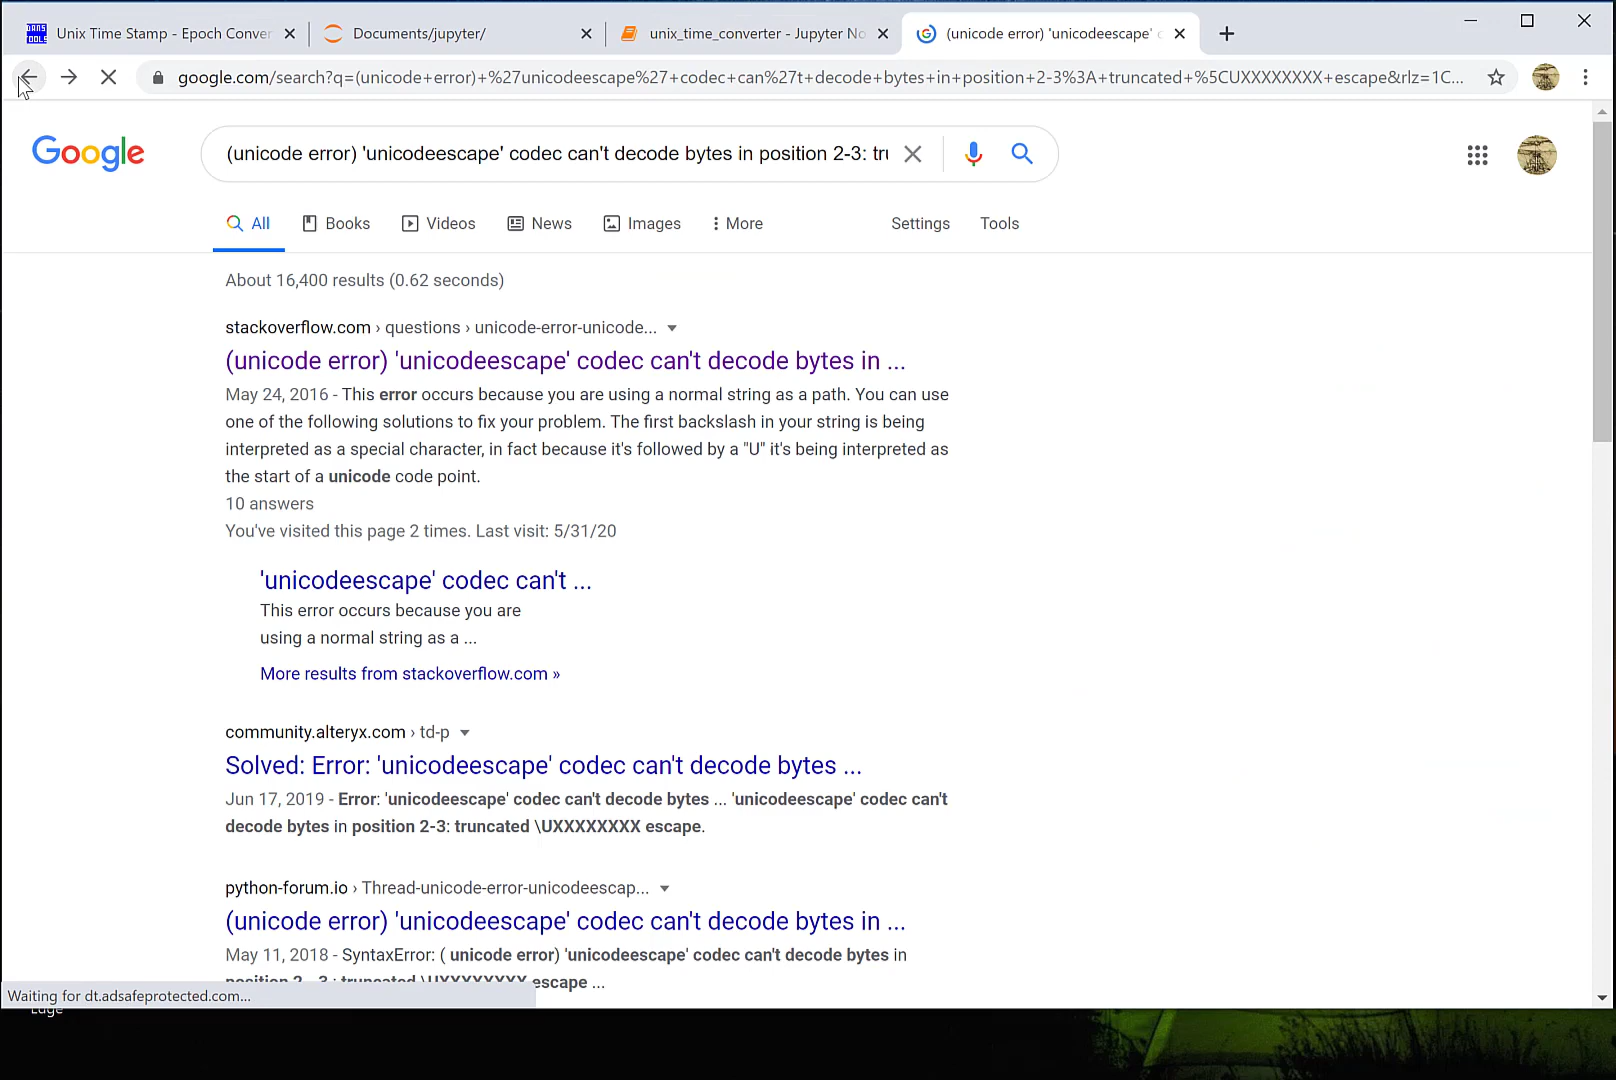 DANS TOOLS Unix Time Stamp - Epoch Conver
Documents/jupyter/
unix_time_converter - Jupyter No
(unicode error) 'unicodeescape' c
google.com/search?q=(unicode+error)+%27unicodeescape%27+codec+can%27t+decode+bytes+in+position+2-3%3A+truncated+%5CUXXXXXXXX+escape&rlz=1C...
Google
(unicode error) 'unicodeescape' codec can't decode bytes in position 2-3: tru
All Books Videos News Images More Settings Tools
About 16,400 results (0.62 seconds)
stackoverflow.com › questions › unicode-error-unicode...
(unicode error) 'unicodeescape' codec can't decode bytes in ...
May 24, 2016 - This error occurs because you are using a normal string as a path. You can use
one of the following solutions to fix your problem. The first backslash in your string is being
interpreted as a special character, in fact because it's followed by a "U" it's being interpreted as
the start of a unicode code point.
10 answers
You've visited this page 2 times. Last visit: 5/31/20
'unicodeescape' codec can't ...
This error occurs because you are
using a normal string as a ...
More results from stackoverflow.com »
community.alteryx.com › td-p
Solved: Error: 'unicodeescape' codec can't decode bytes ...
Jun 17, 2019 - Error: 'unicodeescape' codec can't decode bytes ... 'unicodeescape' codec can't
decode bytes in position 2-3: truncated \UXXXXXXXX escape.
python-forum.io › Thread-unicode-error-unicodeescap...
(unicode error) 'unicodeescape' codec can't decode bytes in ...
May 11, 2018 - SyntaxError: ( unicode error) 'unicodeescape' codec can't decode bytes in
position 2 - 3 : truncated \UXXXXXXXX escape ...
Waiting for dt.adsafeprotected.com...
Edge